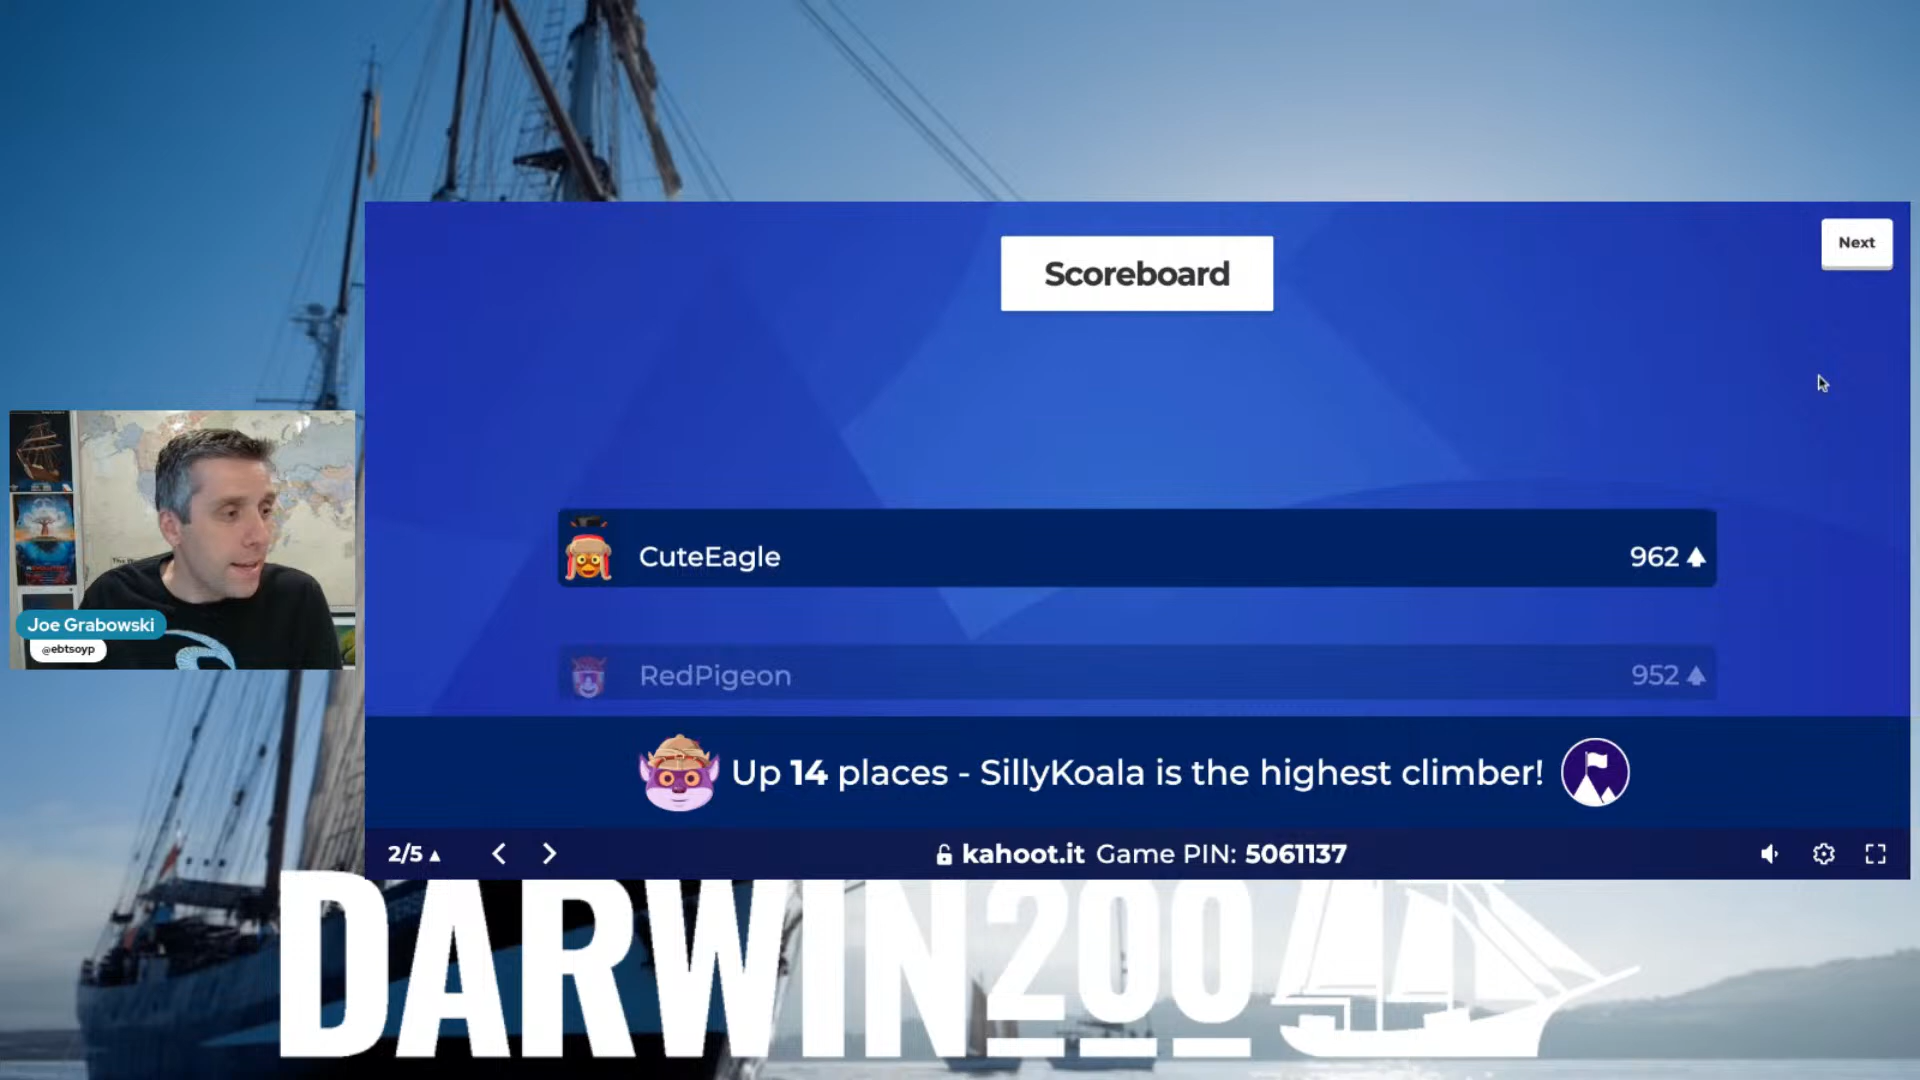 Next
Scoreboard
CuteEagle
962
RedPigeon
952
Joe Grabowski
@ebtsoyp
Up 14 places - SillyKoala is the highest climber!
2/5
kahoot.it Game PIN: 5061137
DARWIN200